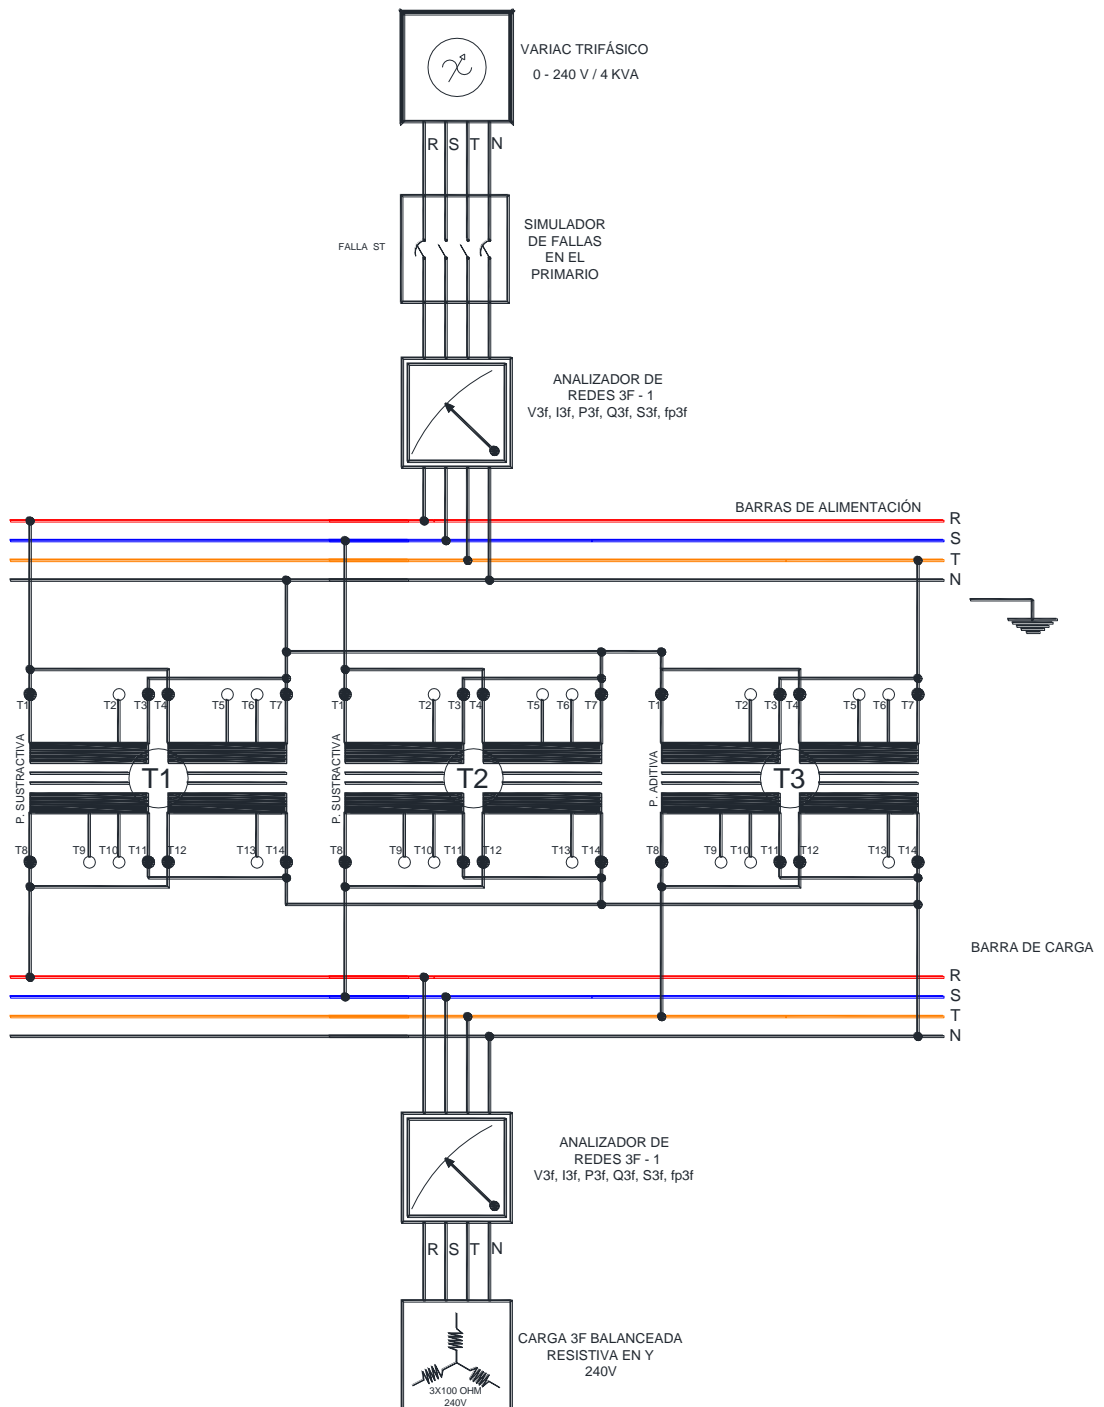 VARIAC TRIFÁSICO
0 - 240 V / 4 KVA
R S T N
FALLA ST
SIMULADOR
DE FALLAS
EN EL
PRIMARIO
ANALIZADOR DE
REDES 3F - 1
V3f, I3f, P3f, Q3f, S3f, fp3f
BARRAS DE ALIMENTACIÓN
R
S
T
N
T1 T2 T3 T4 T5 T6 T7
T1 T2 T3 T4 T5 T6 T7
T1 T2 T3 T4 T5 T6 T7
P. SUSTRACTIVA
T1
P. SUSTRACTIVA
T2
P. ADITIVA
T3
T8 T9 T10 T11 T12 T13 T14
T8 T9 T10 T11 T12 T13 T14
T8 T9 T10 T11 T12 T13 T14
BARRA DE CARGA
R
S
T
N
ANALIZADOR DE
REDES 3F - 1
V3f, I3f, P3f, Q3f, S3f, fp3f
R S T N
CARGA 3F BALANCEADA
RESISTIVA EN Y
240V
3X100 OHM
240V